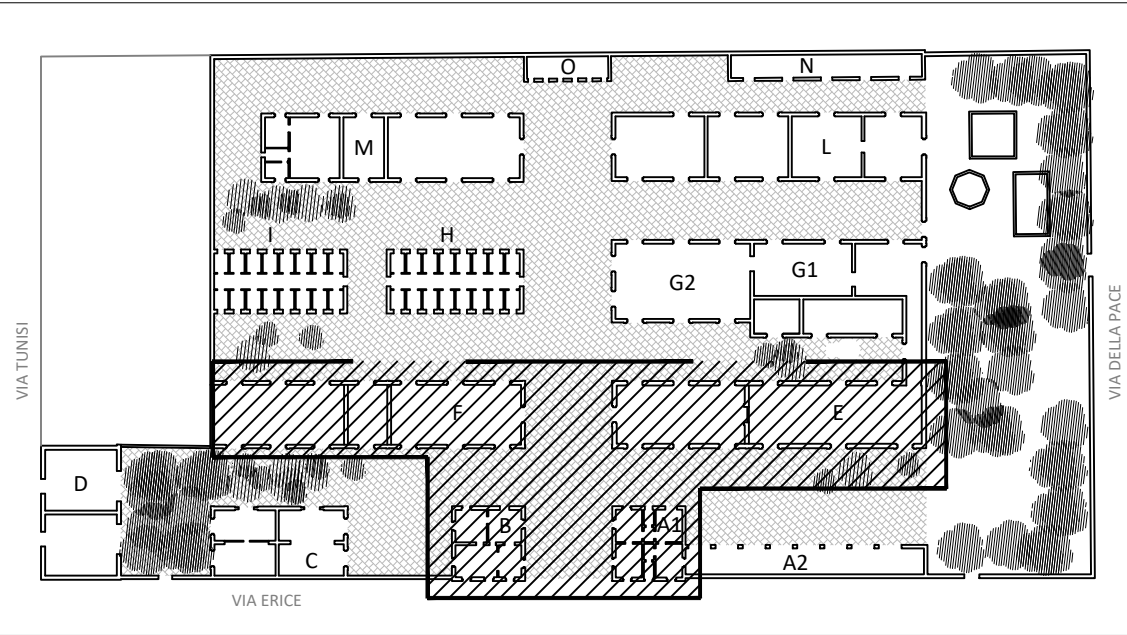 O
N
M
L
I
H
G1
G2
VIA TUNISI
VIA DELLA PACE
F
E
D
B
A1
C
A2
VIA ERICE